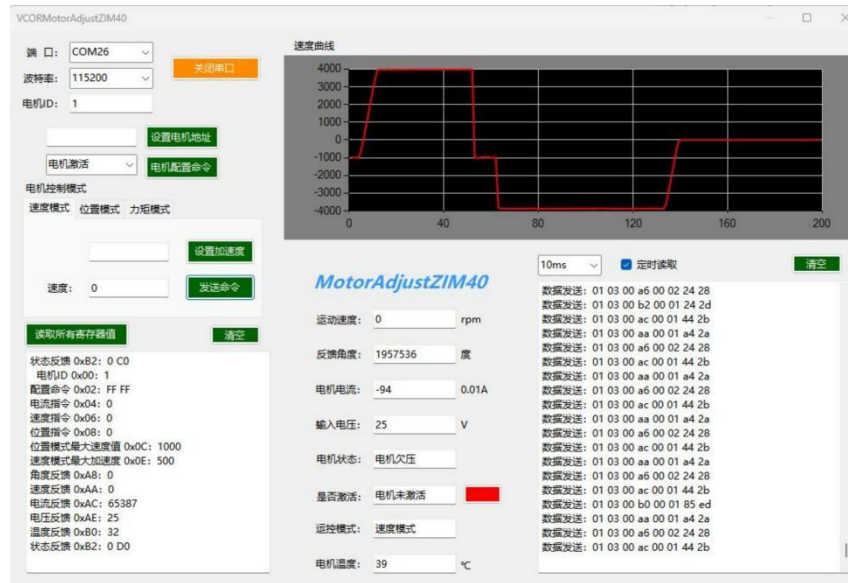 VCORMotorAdjustZIM40
端 口: COM26
关闭串口
波特率: 115200
电机ID: 1
设置电机地址
电机激活 电机配置命令
电机控制模式
速度模式 位置模式 力矩模式
设置加速度
速度: 0 发送命令
读取所有寄存器值 清空
状态反馈 0xB2: 0 C0
电机ID 0x00: 1
配置命令 0x02: FF FF
电流指令 0x04: 0
速度指令 0x06: 0
位置指令 0x08: 0
位置模式最大速度值 0x0C: 1000
速度模式最大加速度 0x0E: 500
角度反馈 0xA8: 0
速度反馈 0xAA: 0
电流反馈 0xAC: 65387
电压反馈 0xAE: 25
温度反馈 0xB0: 32
状态反馈 0xB2: 0 D0
速度曲线
4000
3000
2000
1000
0
-1000
-2000
-3000
-4000
0 40 80 120 160 200
MotorAdjustZIM40
运动速度: 0 rpm
反馈角度: 1957536 度
电机电流: -94 0.01A
输入电压: 25 V
电机状态: 电机欠压
是否激活: 电机未激活
运控模式: 速度模式
电机温度: 39 ℃
10ms 定时读取 清空
数据发送: 01 03 00 a6 00 02 24 28
数据发送: 01 03 00 b2 00 01 24 2d
数据发送: 01 03 00 ac 00 01 44 2b
数据发送: 01 03 00 aa 00 01 a4 2a
数据发送: 01 03 00 a6 00 02 24 28
数据发送: 01 03 00 ac 00 01 44 2b
数据发送: 01 03 00 aa 00 01 a4 2a
数据发送: 01 03 00 a6 00 02 24 28
数据发送: 01 03 00 ac 00 01 44 2b
数据发送: 01 03 00 aa 00 01 a4 2a
数据发送: 01 03 00 a6 00 02 24 28
数据发送: 01 03 00 ac 00 01 44 2b
数据发送: 01 03 00 aa 00 01 a4 2a
数据发送: 01 03 00 a6 00 02 24 28
数据发送: 01 03 00 ac 00 01 44 2b
数据发送: 01 03 00 b0 00 01 85 ed
数据发送: 01 03 00 aa 00 01 a4 2a
数据发送: 01 03 00 a6 00 02 24 28
数据发送: 01 03 00 ac 00 01 44 2b